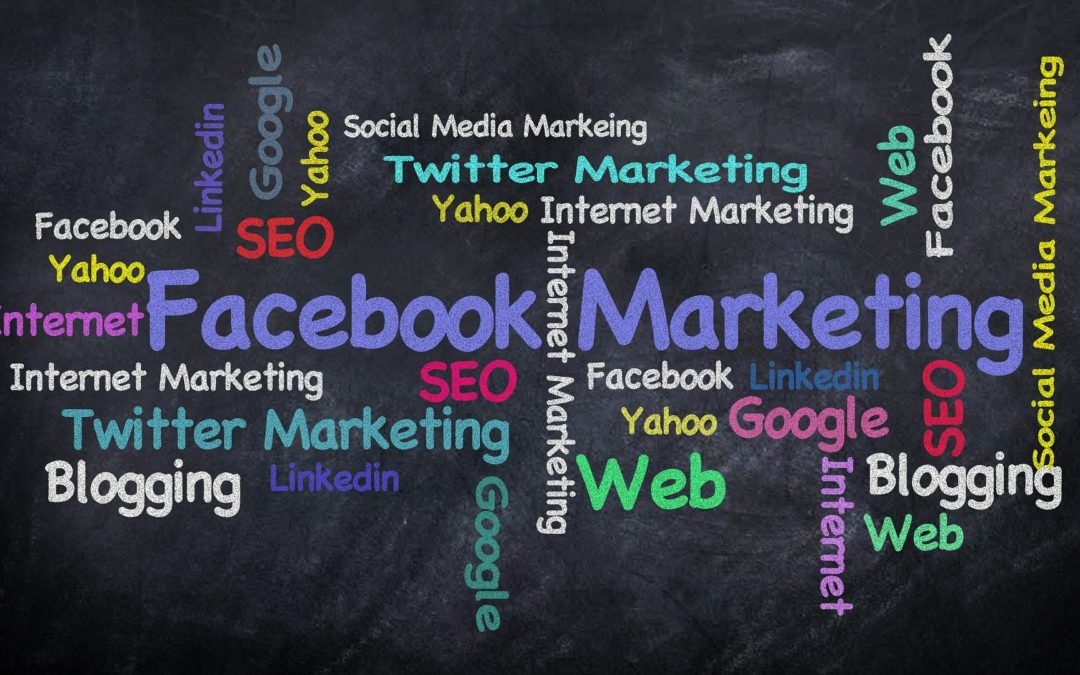 Google
Linkedin
Yahoo
Social Media Markeing
Twitter Marketing
Yahoo
Internet Marketing
Web
Facebook
Social Media Markeing
Facebook
SEO
Yahoo
Internet
Facebook Marketing
Internet Marketing
Internet Marketing
SEO
Facebook
Linkedin
SEO
Twitter Marketing
Yahoo
Google
Blogging
Linkedin
Google
Web
Internet
Blogging
Web